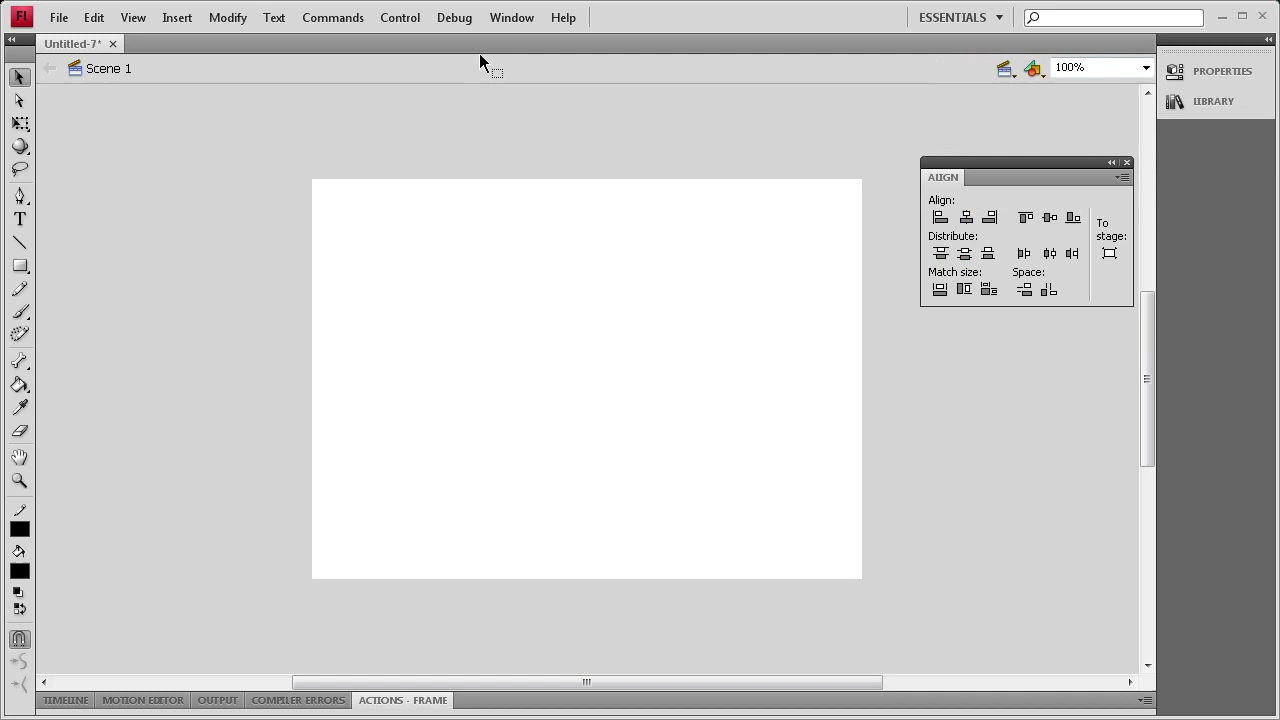 Fl File Edit View Insert Modify Text Commands Control Debug Window Help ESSENTIALS
Untitled-7*
Scene 1 100%
PROPERTIES
LIBRARY
ALIGN
Align:
To stage:
Distribute:
Match size: Space:
T
TIMELINE MOTION EDITOR OUTPUT COMPILER ERRORS ACTIONS - FRAME